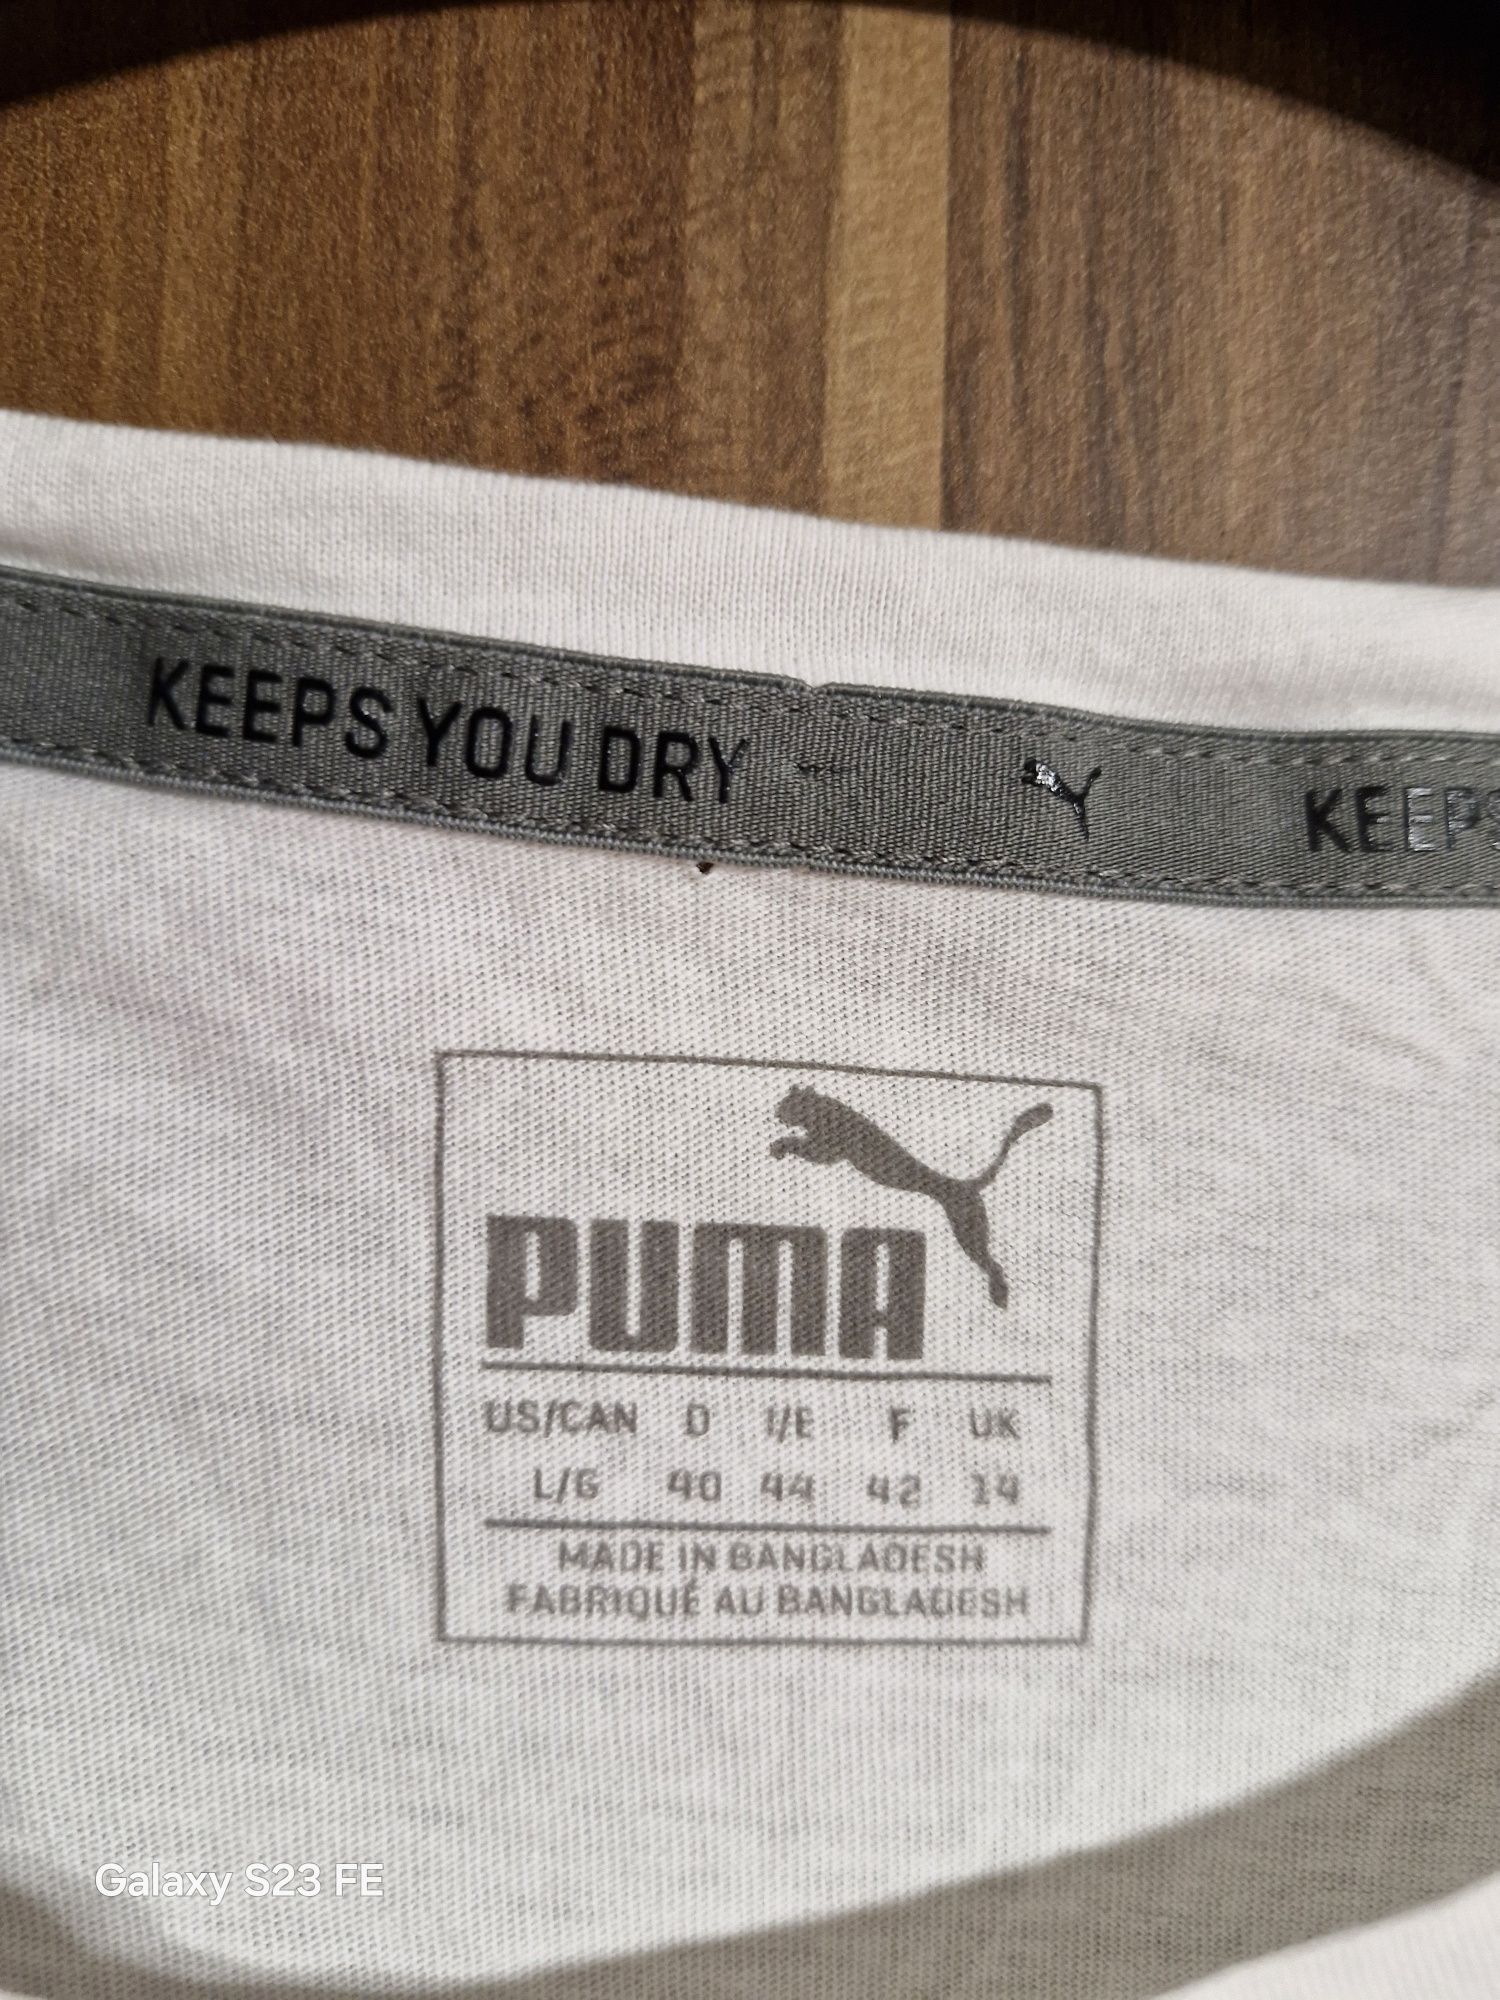 KEEPS YOU DRY
KEEPS
PUMA
US/CAN D I/E F UK
L/G 40 44 42 14
MADE IN BANGLADESH
FABRIQUÉ AU BANGLADESH
Galaxy S23 FE